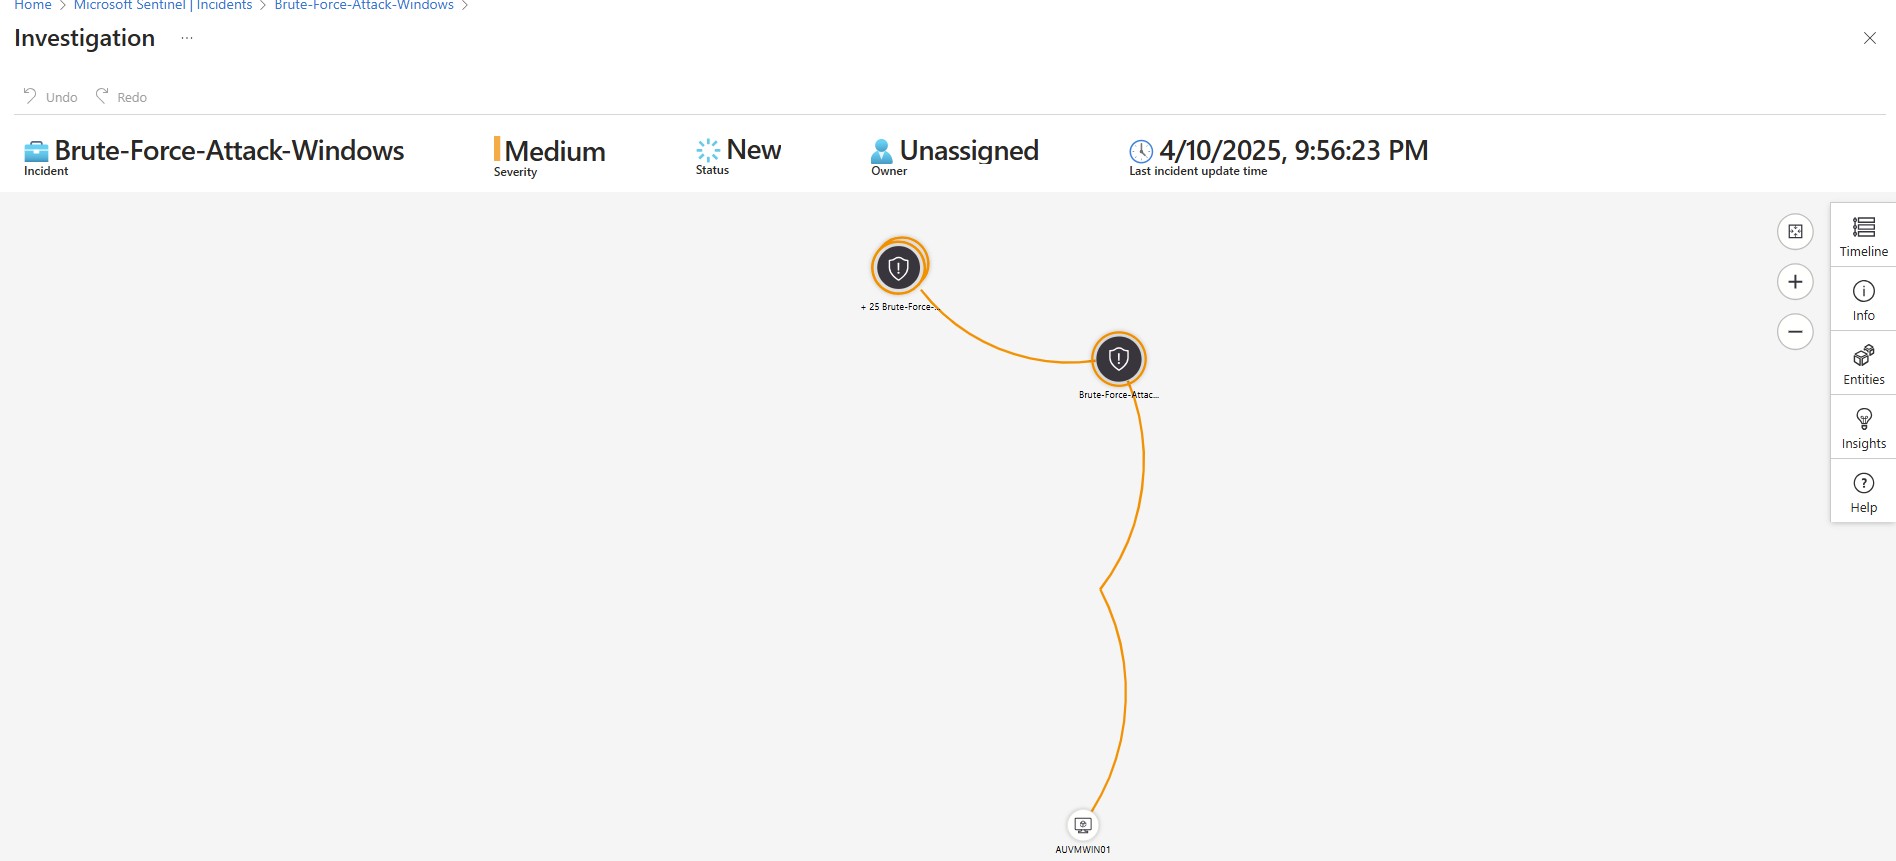 Home > Microsoft Sentinel | Incidents > Brute-Force-Attack-Windows >
Investigation ...
Undo Redo
Brute-Force-Attack-Windows
Incident
Medium
Severity
New
Status
Unassigned
Owner
4/10/2025, 9:56:23 PM
Last incident update time
+ 25 Brute-Force-...
Brute-Force-Attac...
AUVMWIN01
Timeline
Info
Entities
Insights
Help